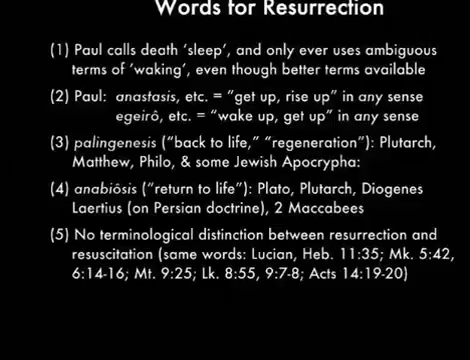 Words for Resurrection
(1) Paul calls death ‘sleep’, and only ever uses ambiguous
terms of ‘waking’, even though better terms available
(2) Paul: anastasis, etc. = “get up, rise up” in any sense
egeirô, etc. = “wake up, get up” in any sense
(3) palingenesis (“back to life,” “regeneration”): Plutarch,
Matthew, Philo, & some Jewish Apocrypha:
(4) anabiôsis (“return to life”): Plato, Plutarch, Diogenes
Laertius (on Persian doctrine), 2 Maccabees
(5) No terminological distinction between resurrection and
resuscitation (same words: Lucian, Heb. 11:35; Mk. 5:42,
6:14-16; Mt. 9:25; Lk. 8:55, 9:7-8; Acts 14:19-20)